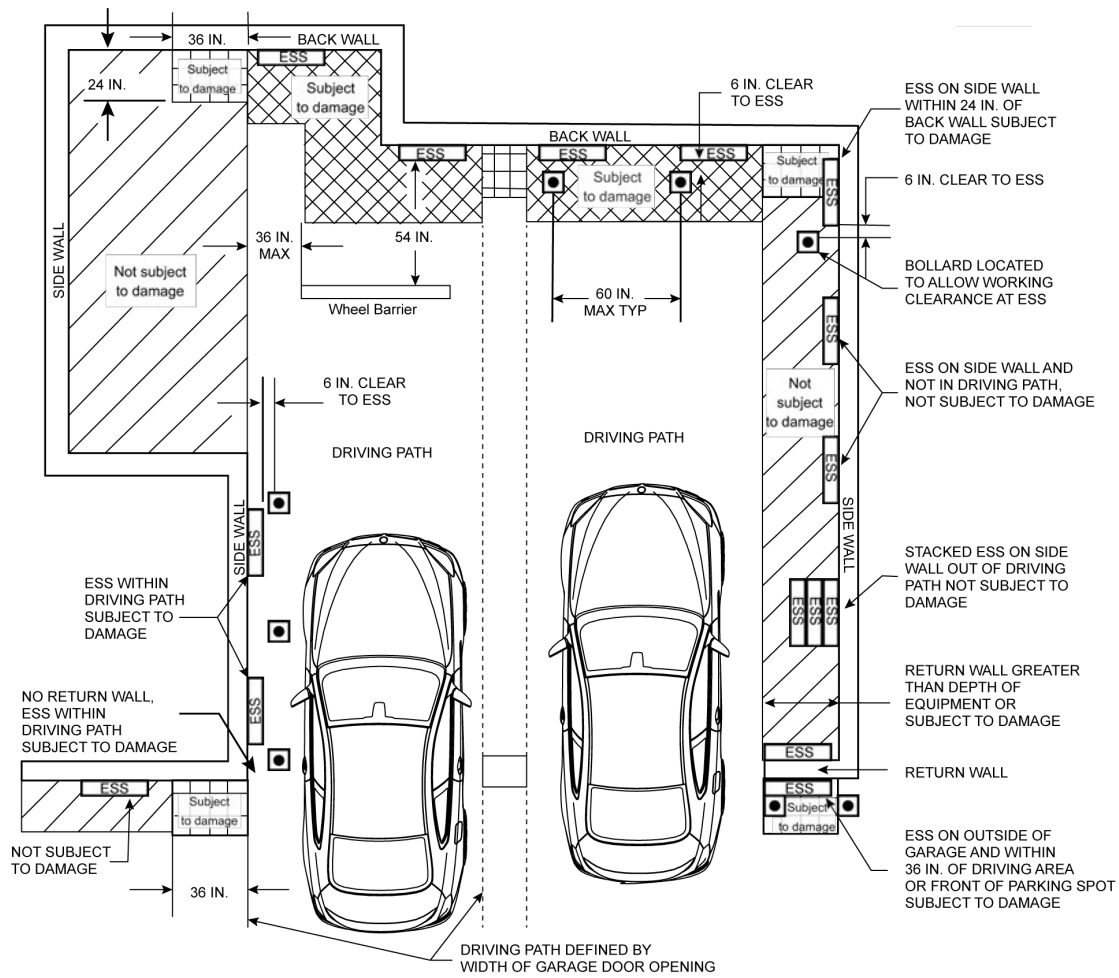 36 IN.
BACK WALL
ESS
Subject
to damage
24 IN.
Subject
to damage
6 IN. CLEAR
TO ESS
ESS ON SIDE WALL
WITHIN 24 IN. OF
BACK WALL SUBJECT
TO DAMAGE
BACK WALL
ESS
ESS
ESS
Subject
to damage
Subject
to damage
ESS
6 IN. CLEAR TO ESS
SIDE WALL
Not subject
to damage
36 IN.
MAX
54 IN.
Wheel Barrier
60 IN.
MAX TYP
BOLLARD LOCATED
TO ALLOW WORKING
CLEARANCE AT ESS
ESS
ESS ON SIDE WALL AND
NOT IN DRIVING PATH,
NOT SUBJECT TO DAMAGE
Not
subject
to damage
6 IN. CLEAR
TO ESS
DRIVING PATH
DRIVING PATH
ESS
SIDE WALL
SIDE WALL
ESS
ESS WITHIN
DRIVING PATH
SUBJECT TO
DAMAGE
STACKED ESS ON SIDE
WALL OUT OF DRIVING
PATH NOT SUBJECT TO
DAMAGE
ESS
ESS
ESS
ESS
NO RETURN WALL,
ESS WITHIN
DRIVING PATH
SUBJECT TO DAMAGE
RETURN WALL GREATER
THAN DEPTH OF
EQUIPMENT OR
SUBJECT TO DAMAGE
ESS
RETURN WALL
ESS
ESS
Subject
to damage
Subject
to damage
NOT SUBJECT
TO DAMAGE
36 IN.
ESS ON OUTSIDE OF
GARAGE AND WITHIN
36 IN. OF DRIVING AREA
OR FRONT OF PARKING SPOT
SUBJECT TO DAMAGE
DRIVING PATH DEFINED BY
WIDTH OF GARAGE DOOR OPENING